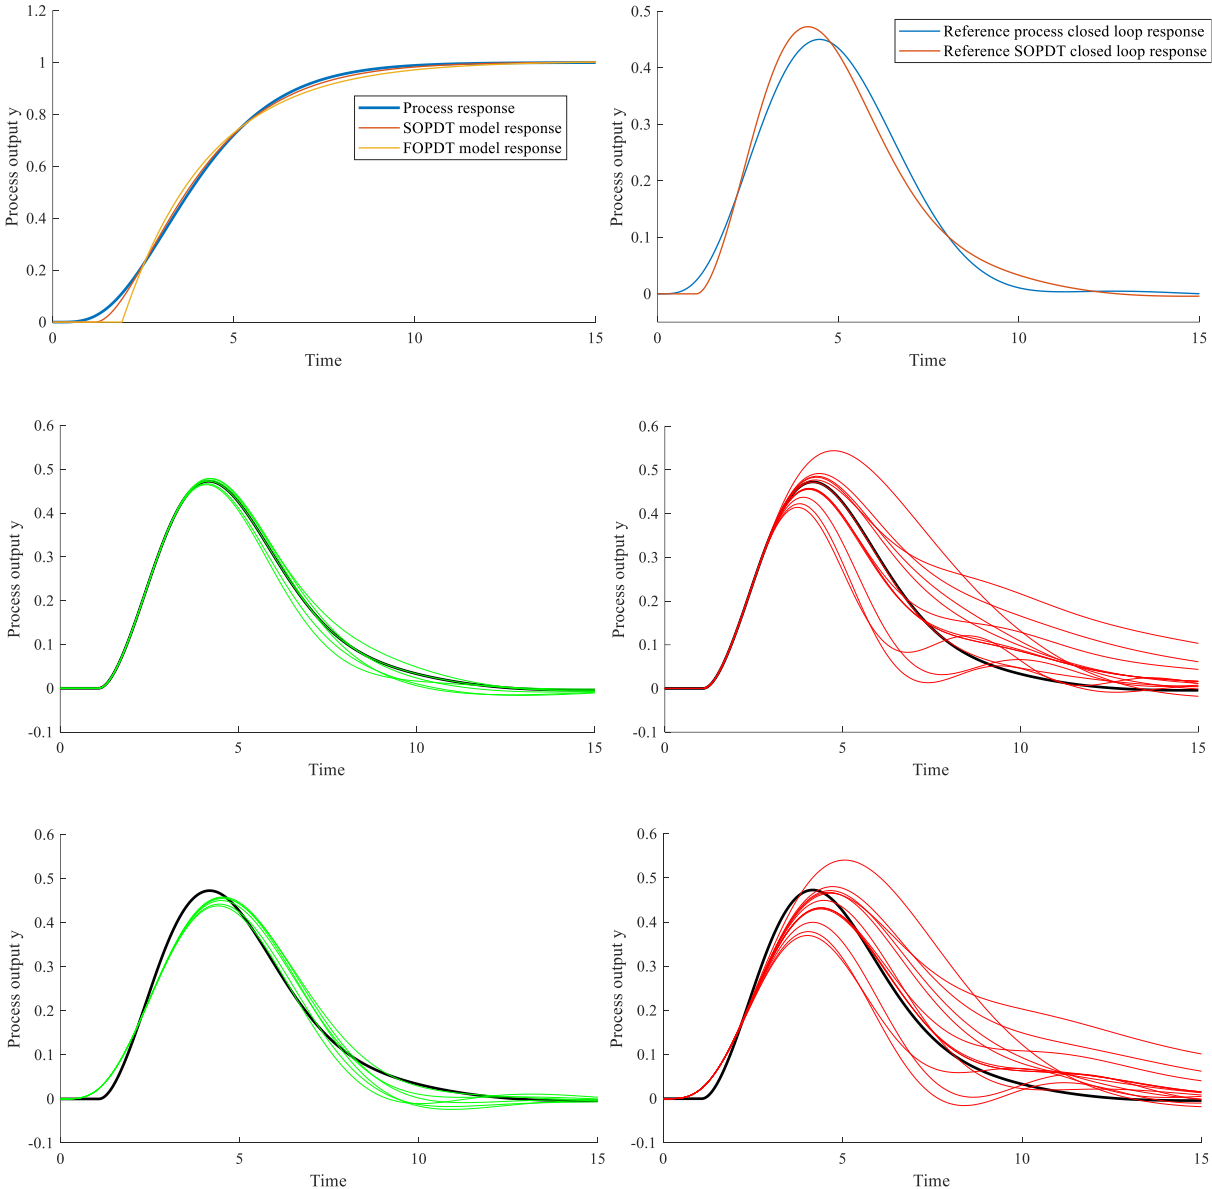 1.2
1
0.8
0.6
0.4
0.2
0
Process output y
Process response
SOPDT model response
FOPDT model response
0 5 10 15
Time
0.5
0.4
0.3
0.2
0.1
0
Process output y
Reference process closed loop response
Reference SOPDT closed loop response
0 5 10 15
Time
0.6
0.5
0.4
0.3
0.2
0.1
0
-0.1
Process output y
0 5 10 15
Time
0.6
0.5
0.4
0.3
0.2
0.1
0
-0.1
Process output y
0 5 10 15
Time
0.6
0.5
0.4
0.3
0.2
0.1
0
-0.1
Process output y
0 5 10 15
Time
0.6
0.5
0.4
0.3
0.2
0.1
0
-0.1
Process output y
0 5 10 15
Time